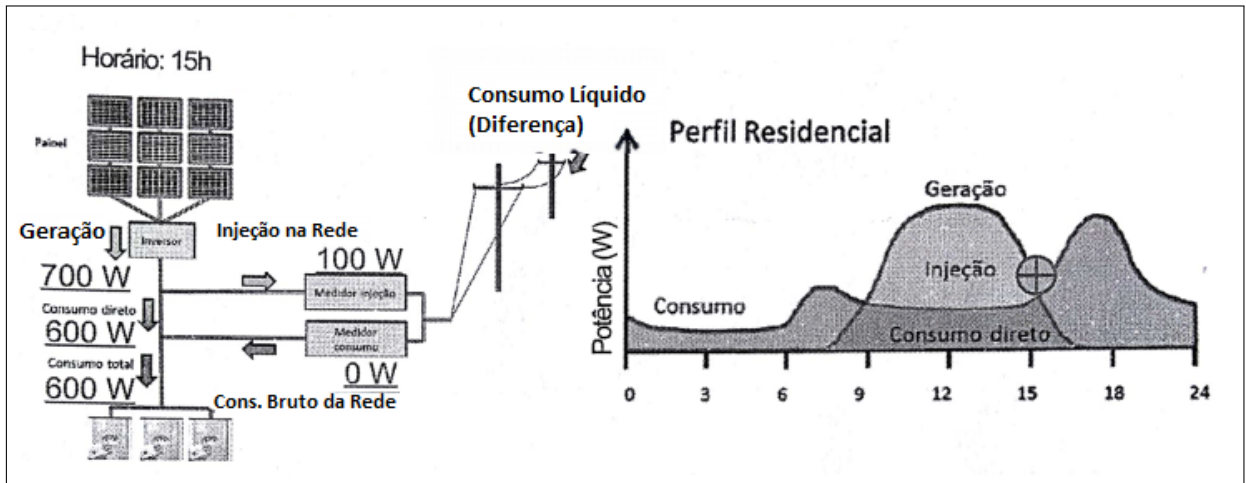 Horário: 15h
Painel
Inversor
Geração
700 W
Consumo direto
600 W
Consumo total
600 W
Injeção na Rede
100 W
Medidor injeção
Medidor
consumo
0 W
Cons. Bruto da Rede
Consumo Líquido
(Diferença)
Perfil Residencial
Potência (W)
Geração
Injeção
Consumo
Consumo direto
0 3 6 9 12 15 18 24